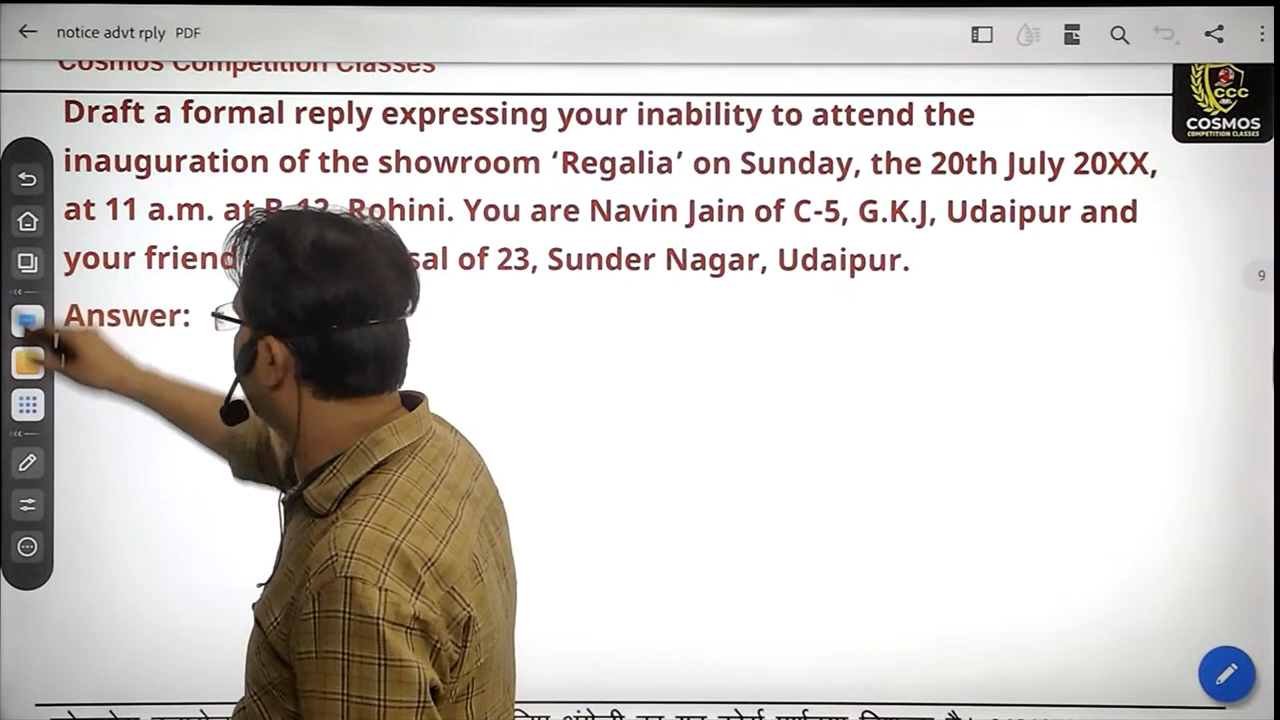 notice advt rply PDF
Cosmos Competition Classes
CCC
COSMOS
COMPETITION CLASSES
Draft a formal reply expressing your inability to attend the
inauguration of the showroom ‘Regalia’ on Sunday, the 20th July 20XX,
at 11 a.m. at B-12, Rohini. You are Navin Jain of C-5, G.K.J, Udaipur and
your friend sal of 23, Sunder Nagar, Udaipur.
9
Answer: